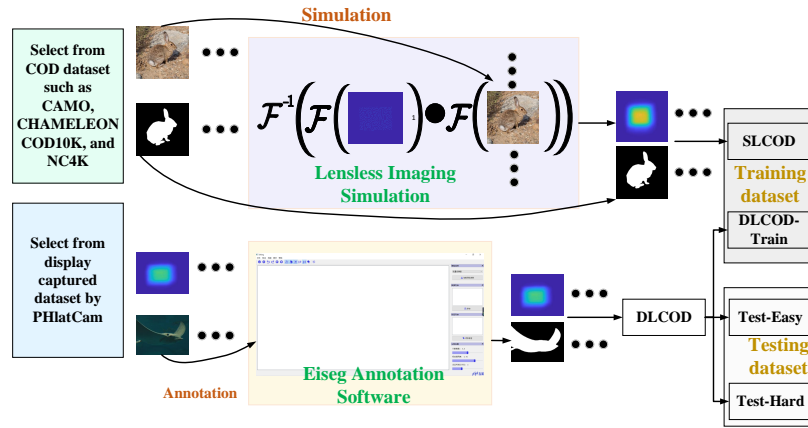 Simulation
Select from
COD dataset
such as
CAMO,
CHAMELEON
COD10K, and
NC4K
ℱ⁻¹(ℱ( 1)●ℱ( ))
Lensless Imaging
Simulation
SLCOD
Training
dataset
DLCOD-
Train
Select from
display
captured
dataset by
PHlatCam
Annotation
Eiseg Annotation
Software
DLCOD
Test-Easy
Testing
dataset
Test-Hard